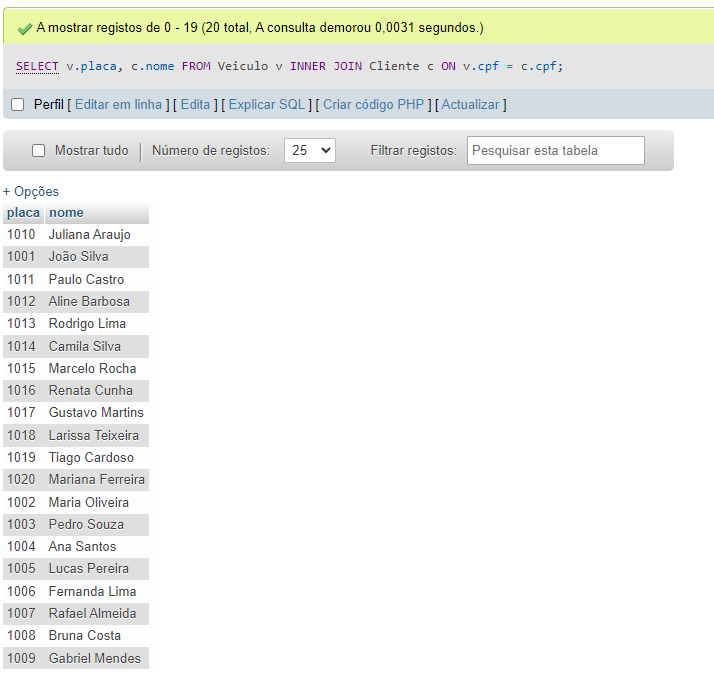 A mostrar registos de 0 - 19 (20 total, A consulta demorou 0,0031 segundos.)
SELECT v.placa, c.nome FROM Veiculo v INNER JOIN Cliente c ON v.cpf = c.cpf;
Perfil [ Editar em linha ] [ Edita ] [ Explicar SQL ] [ Criar código PHP ] [ Actualizar ]
Mostrar tudo | Número de registos: 25 Filtrar registos: Pesquisar esta tabela
+ Opções
placa nome
1010 Juliana Araujo
1001 João Silva
1011 Paulo Castro
1012 Aline Barbosa
1013 Rodrigo Lima
1014 Camila Silva
1015 Marcelo Rocha
1016 Renata Cunha
1017 Gustavo Martins
1018 Larissa Teixeira
1019 Tiago Cardoso
1020 Mariana Ferreira
1002 Maria Oliveira
1003 Pedro Souza
1004 Ana Santos
1005 Lucas Pereira
1006 Fernanda Lima
1007 Rafael Almeida
1008 Bruna Costa
1009 Gabriel Mendes